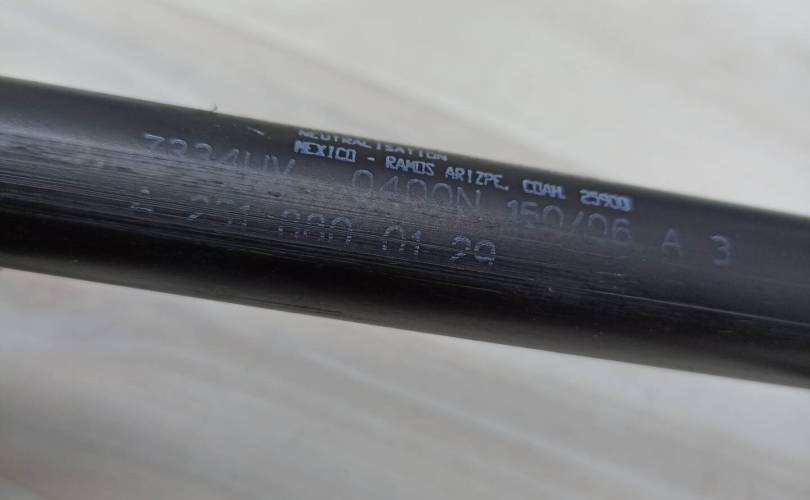 NEUTRALISATION
MEXICO - RAMOS ARIZPE, COAH. 25900
7334UV 0400N 150/06 A 3
A 251 980 01 29